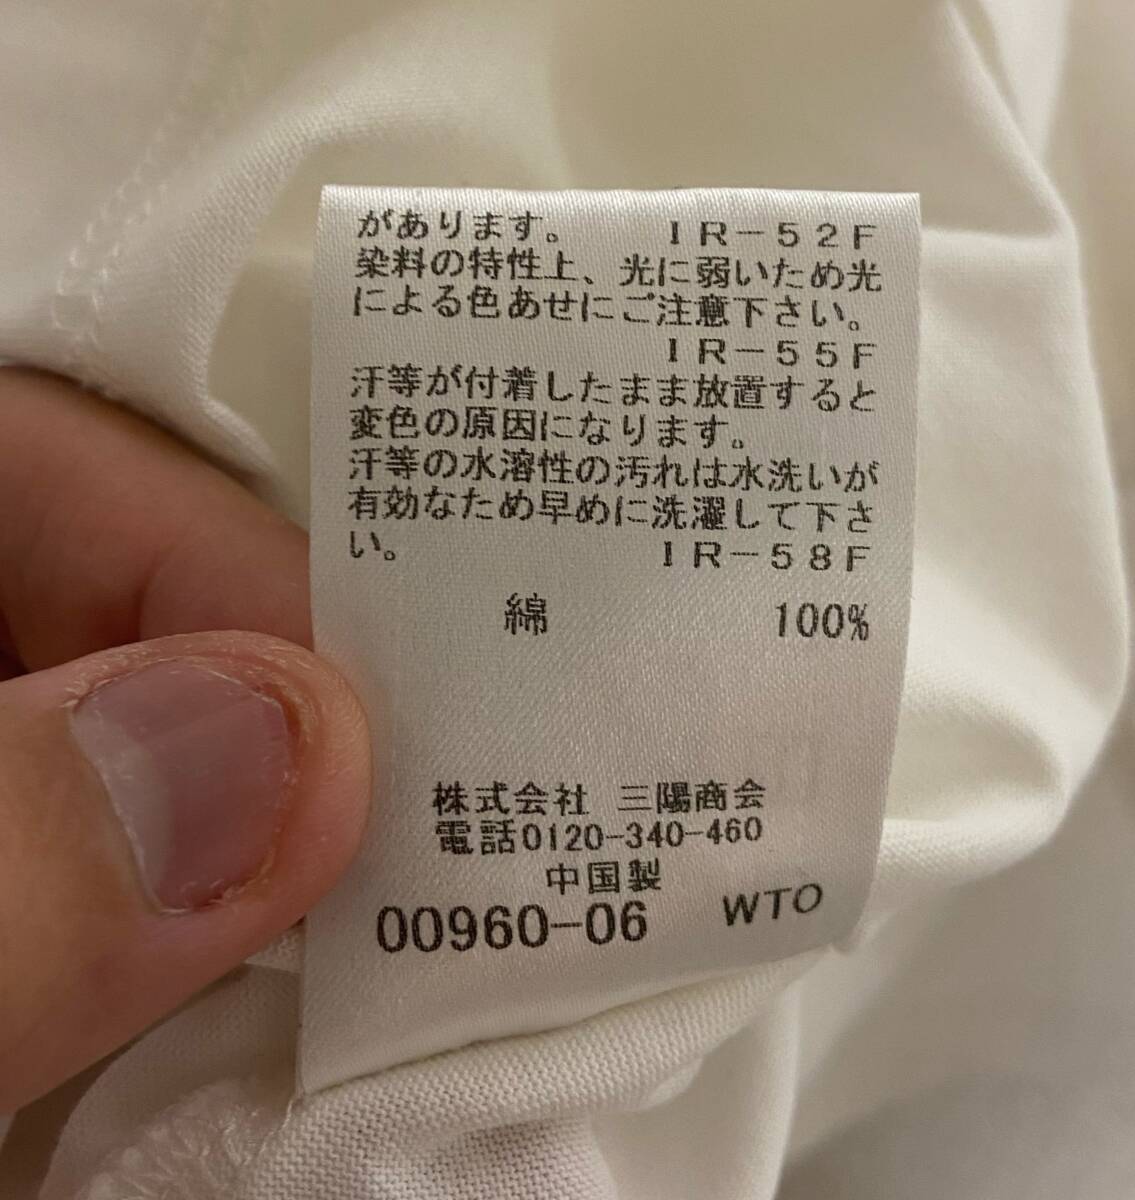 があります。 IR-52F
染料の特性上、光に弱いため光
による色あせにご注意下さい。
IR-55F
汗等が付着したまま放置すると
変色の原因になります。
汗等の水溶性の汚れは水洗いが
有効なため早めに洗濯して下さ
い。 IR-58F
綿 100%
株式会社 三陽商会
電話0120-340-460
中国製
00960-06 WTO